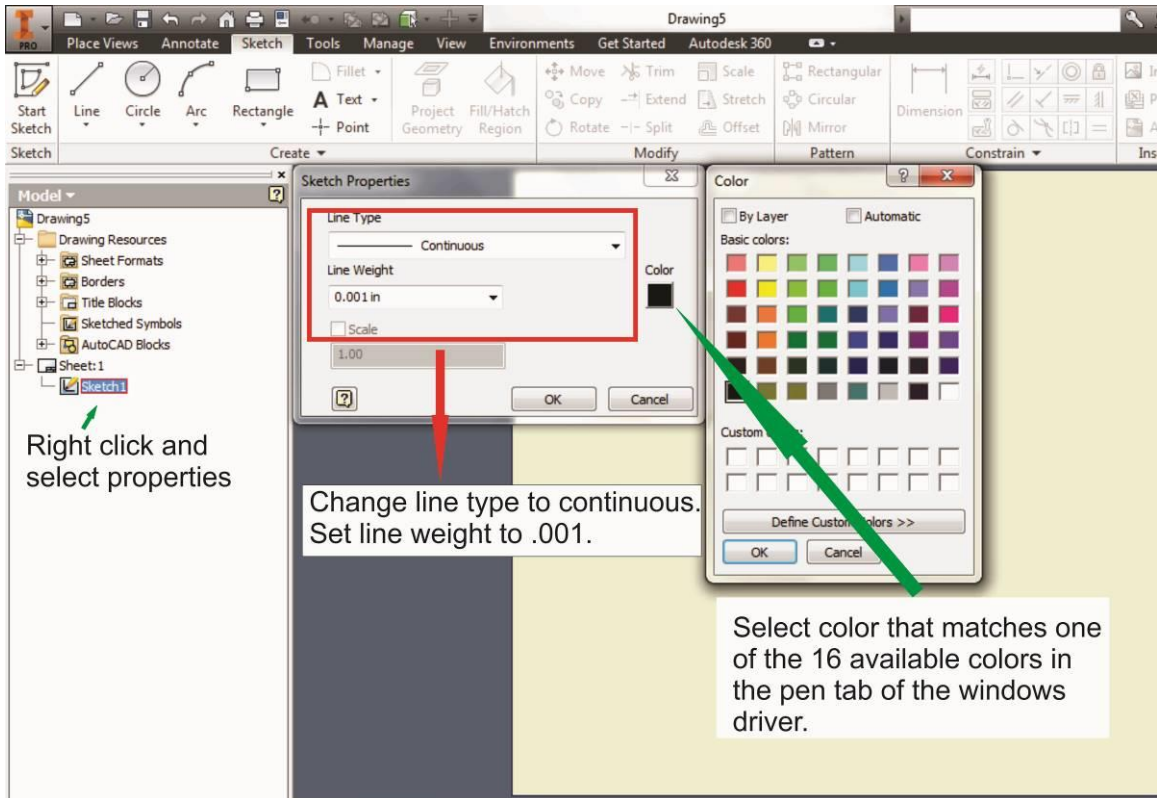 Drawing5
PRO
Place Views Annotate Sketch Tools Manage View Environments Get Started Autodesk 360
Start Sketch
Line
Circle
Arc
Rectangle
Fillet
Text
Point
Project Geometry
Fill/Hatch Region
Move
Trim
Scale
Copy
Extend
Stretch
Rotate
Split
Offset
Rectangular
Circular
Mirror
Dimension
Sketch
Create
Modify
Pattern
Constrain
Ins
Model
Drawing5
Drawing Resources
Sheet Formats
Borders
Title Blocks
Sketched Symbols
AutoCAD Blocks
Sheet:1
Sketch1
Right click and
select properties
Sketch Properties
Line Type
Continuous
Line Weight
0.001 in
Scale
1.00
Color
OK
Cancel
Change line type to continuous.
Set line weight to .001.
Color
By Layer
Automatic
Basic colors:
Define Custom Colors >>
OK
Cancel
Select color that matches one
of the 16 available colors in
the pen tab of the windows
driver.